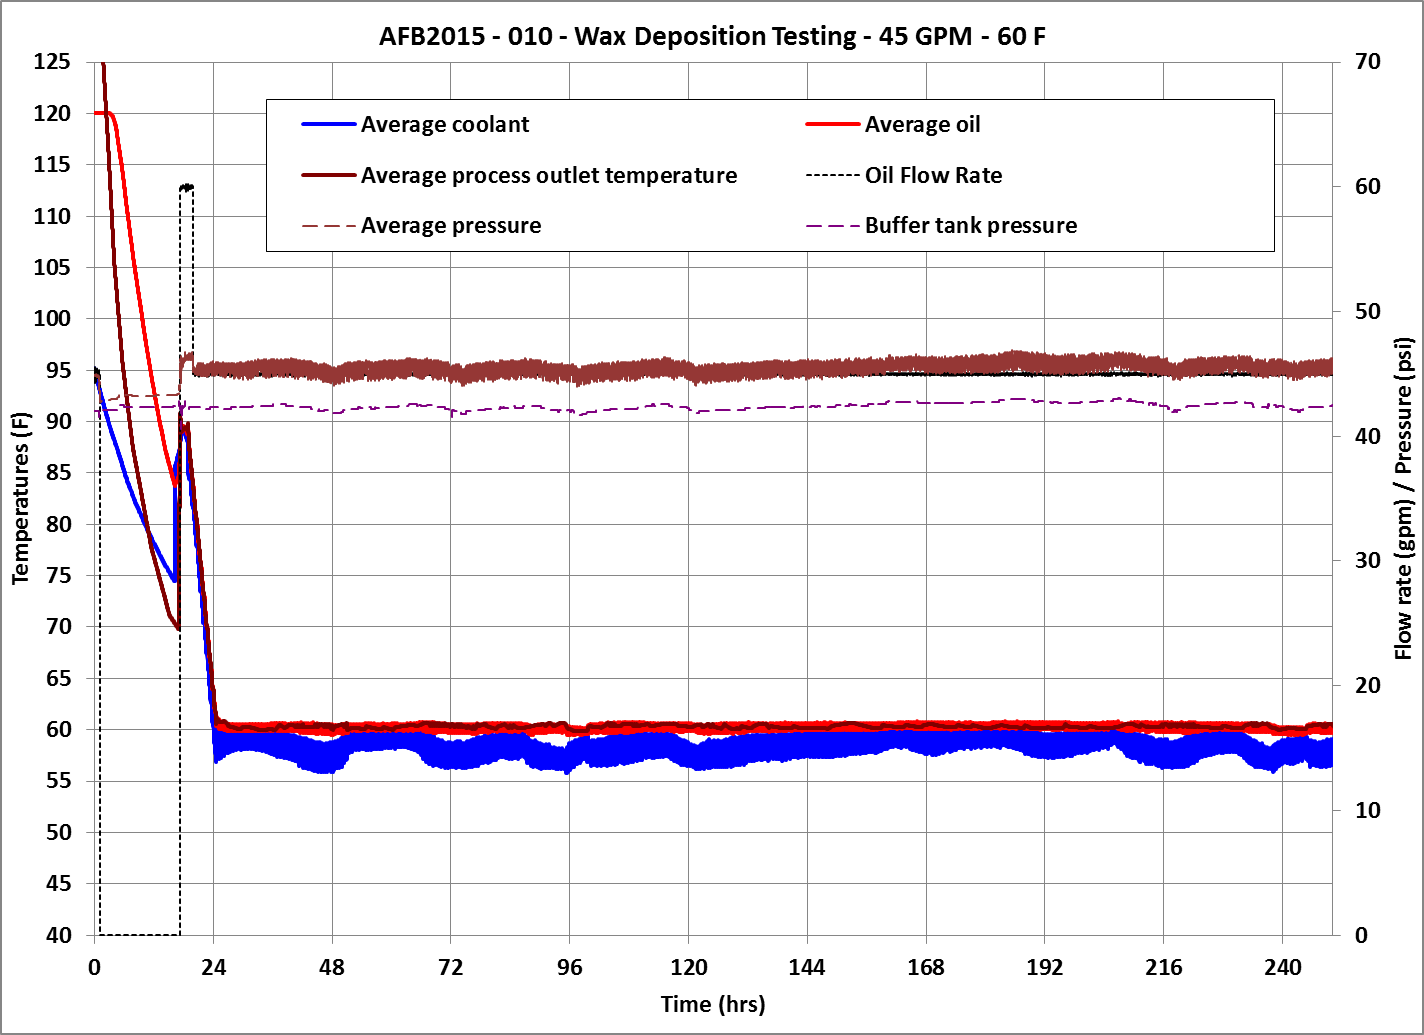 AFB2015 - 010 - Wax Deposition Testing - 45 GPM - 60 F
Average coolant
Average oil
Average process outlet temperature
Oil Flow Rate
Average pressure
Buffer tank pressure
Temperatures (F)
125
120
115
110
105
100
95
90
85
80
75
70
65
60
55
50
45
40
70
60
50
40
30
20
10
0
Flow rate (gpm) / Pressure (psi)
0 24 48 72 96 120 144 168 192 216 240
Time (hrs)